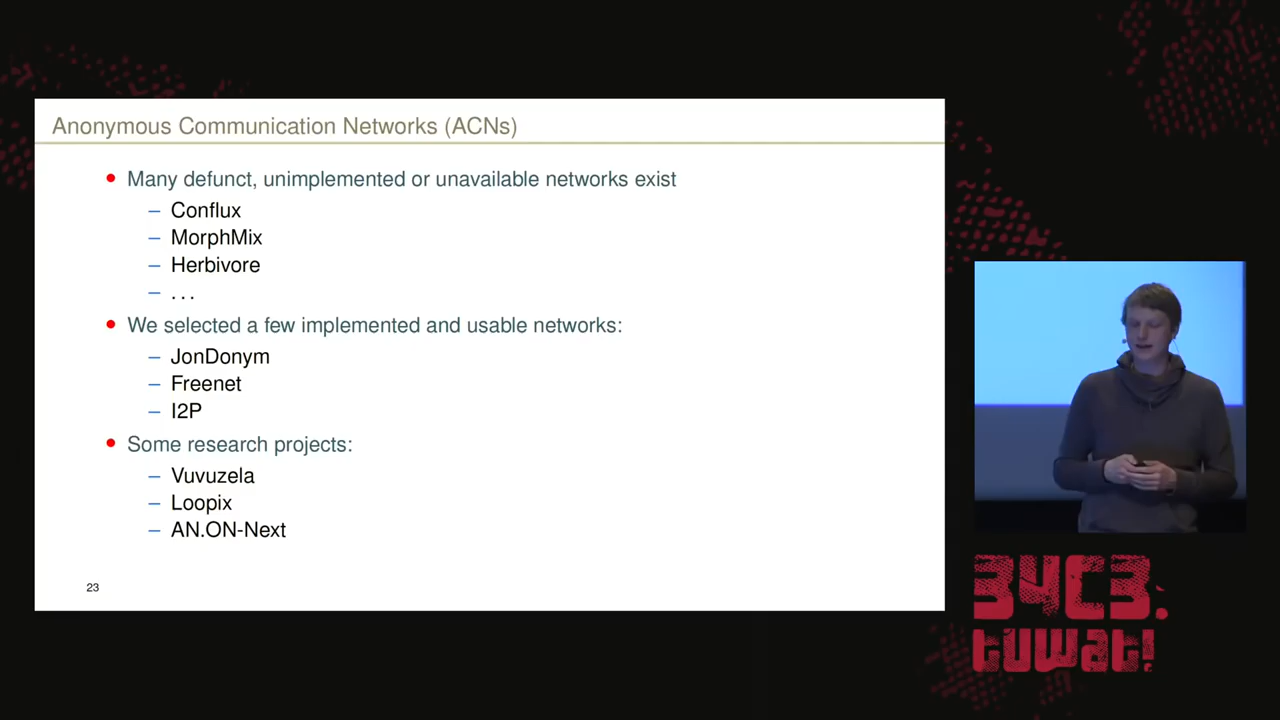 Anonymous Communication Networks (ACNs)
• Many defunct, unimplemented or unavailable networks exist
– Conflux
– MorphMix
– Herbivore
– ...
• We selected a few implemented and usable networks:
– JonDonym
– Freenet
– I2P
• Some research projects:
– Vuvuzela
– Loopix
– AN.ON-Next
23
34C3.
tuwat!